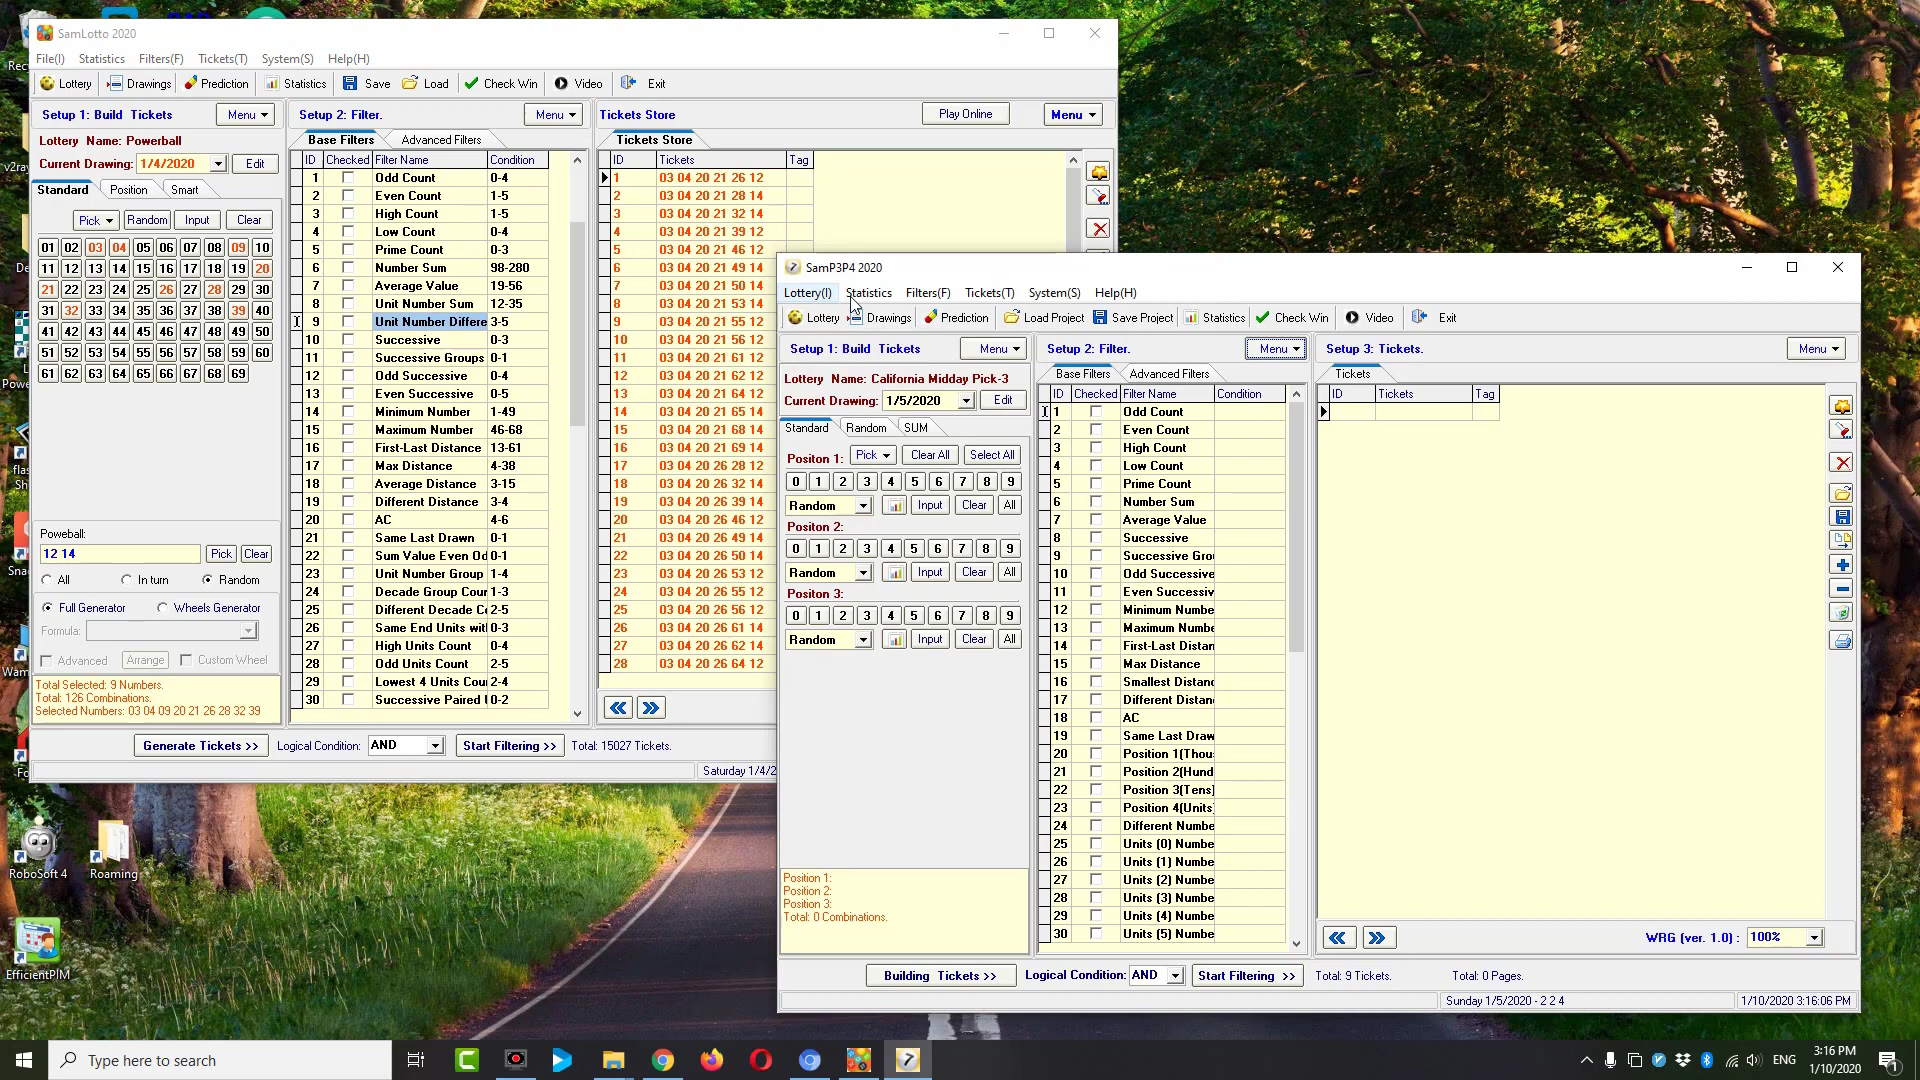 SamLotto 2020
File(I) Statistics Filters(F) Tickets(T) System(S) Help(H)
Lottery Drawings Prediction Statistics Save Load Check Win Video Exit
Setup 1: Build Tickets Menu
Lottery Name: Powerball
Current Drawing: 1/4/2020 Edit
Standard Position Smart
Pick Random Input Clear
01 02 03 04 05 06 07 08 09 10
11 12 13 14 15 16 17 18 19 20
21 22 23 24 25 26 27 28 29 30
31 32 33 34 35 36 37 38 39 40
41 42 43 44 45 46 47 48 49 50
51 52 53 54 55 56 57 58 59 60
61 62 63 64 65 66 67 68 69
Poweball:
12 14 Pick Clear
All In turn Random
Full Generator Wheels Generator
Formula:
Advanced Arrange Custom Wheel
Total Selected: 9 Numbers.
Total: 126 Combinations.
Selected Numbers: 03 04 09 20 21 26 28 32 39
Setup 2: Filter. Menu
Base Filters Advanced Filters
ID Checked Filter Name Condition
1 Odd Count 0-4
2 Even Count 1-5
3 High Count 1-5
4 Low Count 0-4
5 Prime Count 0-3
6 Number Sum 98-280
7 Average Value 19-56
8 Unit Number Sum 12-35
9 Unit Number Differe 3-5
10 Successive 0-3
11 Successive Groups 0-1
12 Odd Successive 0-4
13 Even Successive 0-5
14 Minimum Number 1-49
15 Maximum Number 46-68
16 First-Last Distance 13-61
17 Max Distance 4-38
18 Average Distance 3-15
19 Different Distance 3-4
20 AC 4-6
21 Same Last Drawn 0-1
22 Sum Value Even Od 0-1
23 Unit Number Group 1-4
24 Decade Group Cour 1-3
25 Different Decade Co 2-5
26 Same End Units wit 0-3
27 High Units Count 0-4
28 Odd Units Count 2-5
29 Lowest 4 Units Cou 2-4
30 Successive Paired 0-2
Tickets Store Play Online Menu
Tickets Store
ID Tickets Tag
1 03 04 20 21 26 12
2 03 04 20 21 28 14
3 03 04 20 21 32 14
4 03 04 20 21 39 12
5 03 04 20 21 46 12
6 03 04 20 21 49 14
7 03 04 20 21 50 14
8 03 04 20 21 53 14
9 03 04 20 21 55 12
10 03 04 20 21 56 12
11 03 04 20 21 61 12
12 03 04 20 21 62 12
13 03 04 20 21 64 12
14 03 04 20 21 65 14
15 03 04 20 21 68 14
16 03 04 20 21 69 14
17 03 04 20 26 28 12
18 03 04 20 26 32 14
19 03 04 20 26 39 14
20 03 04 20 26 46 12
21 03 04 20 26 49 14
22 03 04 20 26 50 14
23 03 04 20 26 53 12
24 03 04 20 26 55 12
25 03 04 20 26 56 12
26 03 04 20 26 61 14
27 03 04 20 26 62 14
28 03 04 20 26 64 12
Generate Tickets >> Logical Condition: AND Start Filtering >> Total: 15027 Tickets.
Saturday 1/4/2
SamP3P4 2020
Lottery(I) Statistics Filters(F) Tickets(T) System(S) Help(H)
Lottery Drawings Prediction Load Project Save Project Statistics Check Win Video Exit
Setup 1: Build Tickets Menu
Lottery Name: California Midday Pick-3
Current Drawing: 1/5/2020 Edit
Standard Random SUM
Positon 1: Pick Clear All Select All
0 1 2 3 4 5 6 7 8 9
Random Input Clear All
Positon 2:
0 1 2 3 4 5 6 7 8 9
Random Input Clear All
Positon 3:
0 1 2 3 4 5 6 7 8 9
Random Input Clear All
Position 1:
Position 2:
Position 3:
Total: 0 Combinations.
Setup 2: Filter. Menu
Base Filters Advanced Filters
ID Checked Filter Name Condition
1 Odd Count
2 Even Count
3 High Count
4 Low Count
5 Prime Count
6 Number Sum
7 Average Value
8 Successive
9 Successive Grou
10 Odd Successive
11 Even Successiv
12 Minimum Numbe
13 Maximum Numbe
14 First-Last Distan
15 Max Distance
16 Smallest Distanc
17 Different Distan
18 AC
19 Same Last Draw
20 Position 1(Thou:
21 Position 2(Hund
22 Position 3(Tens)
23 Position 4(Units)
24 Different Numbe
25 Units (0) Numbe
26 Units (1) Numbe
27 Units (2) Numbe
28 Units (3) Numbe
29 Units (4) Numbe
30 Units (5) Numbe
Setup 3: Tickets. Menu
Tickets
ID Tickets Tag
WRG (ver. 1.0) : 100%
Building Tickets >> Logical Condition: AND Start Filtering >> Total: 9 Tickets. Total: 0 Pages.
Sunday 1/5/2020 - 2 2 4 1/10/2020 3:16:06 PM
RoboSoft 4 Roaming
EfficientPIM
Type here to search
ENG 3:16 PM
1/10/2020